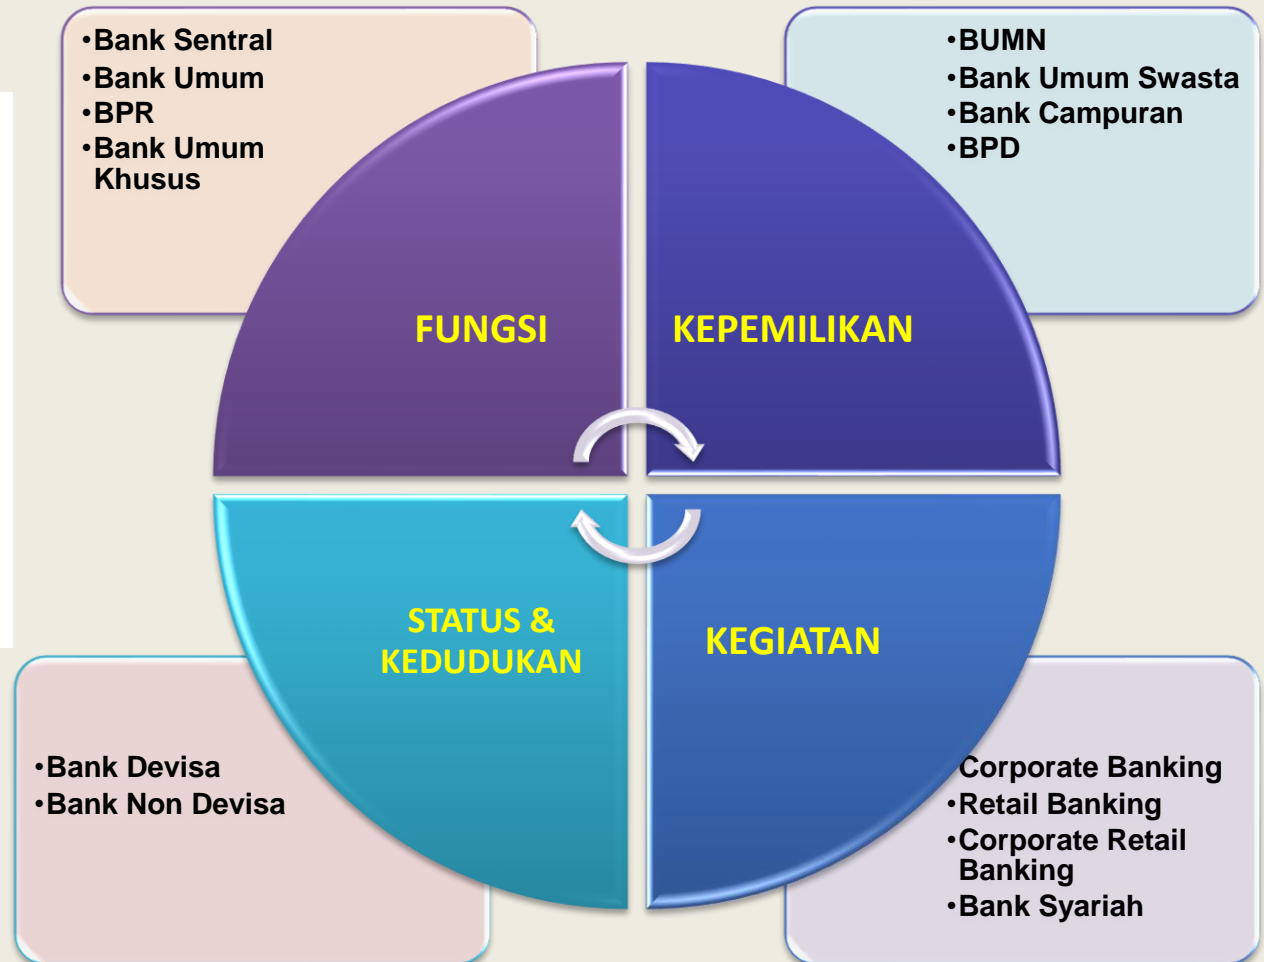 •Bank Sentral
•Bank Umum
•BPR
•Bank Umum
Khusus
•BUMN
•Bank Umum Swasta
•Bank Campuran
•BPD
FUNGSI
KEPEMILIKAN
STATUS &
KEDUDUKAN
KEGIATAN
•Bank Devisa
•Bank Non Devisa
Corporate Banking
•Retail Banking
•Corporate Retail
Banking
•Bank Syariah